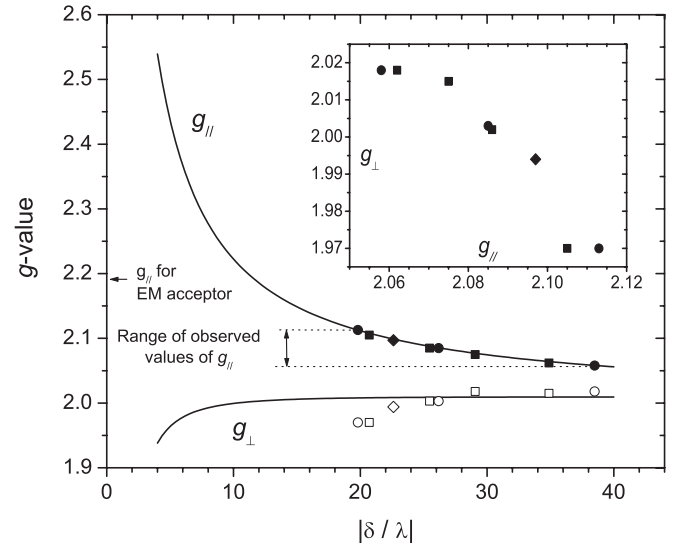 2.6
2.5
2.4
2.3
2.2
2.1
2.0
1.9
g-value
g//
g// for
EM acceptor
Range of observed
values of g//
g⊥
2.02
2.01
2.00
1.99
1.98
1.97
g⊥
g//
2.06 2.08 2.10 2.12
0 10 20 30 40
|δ / λ|